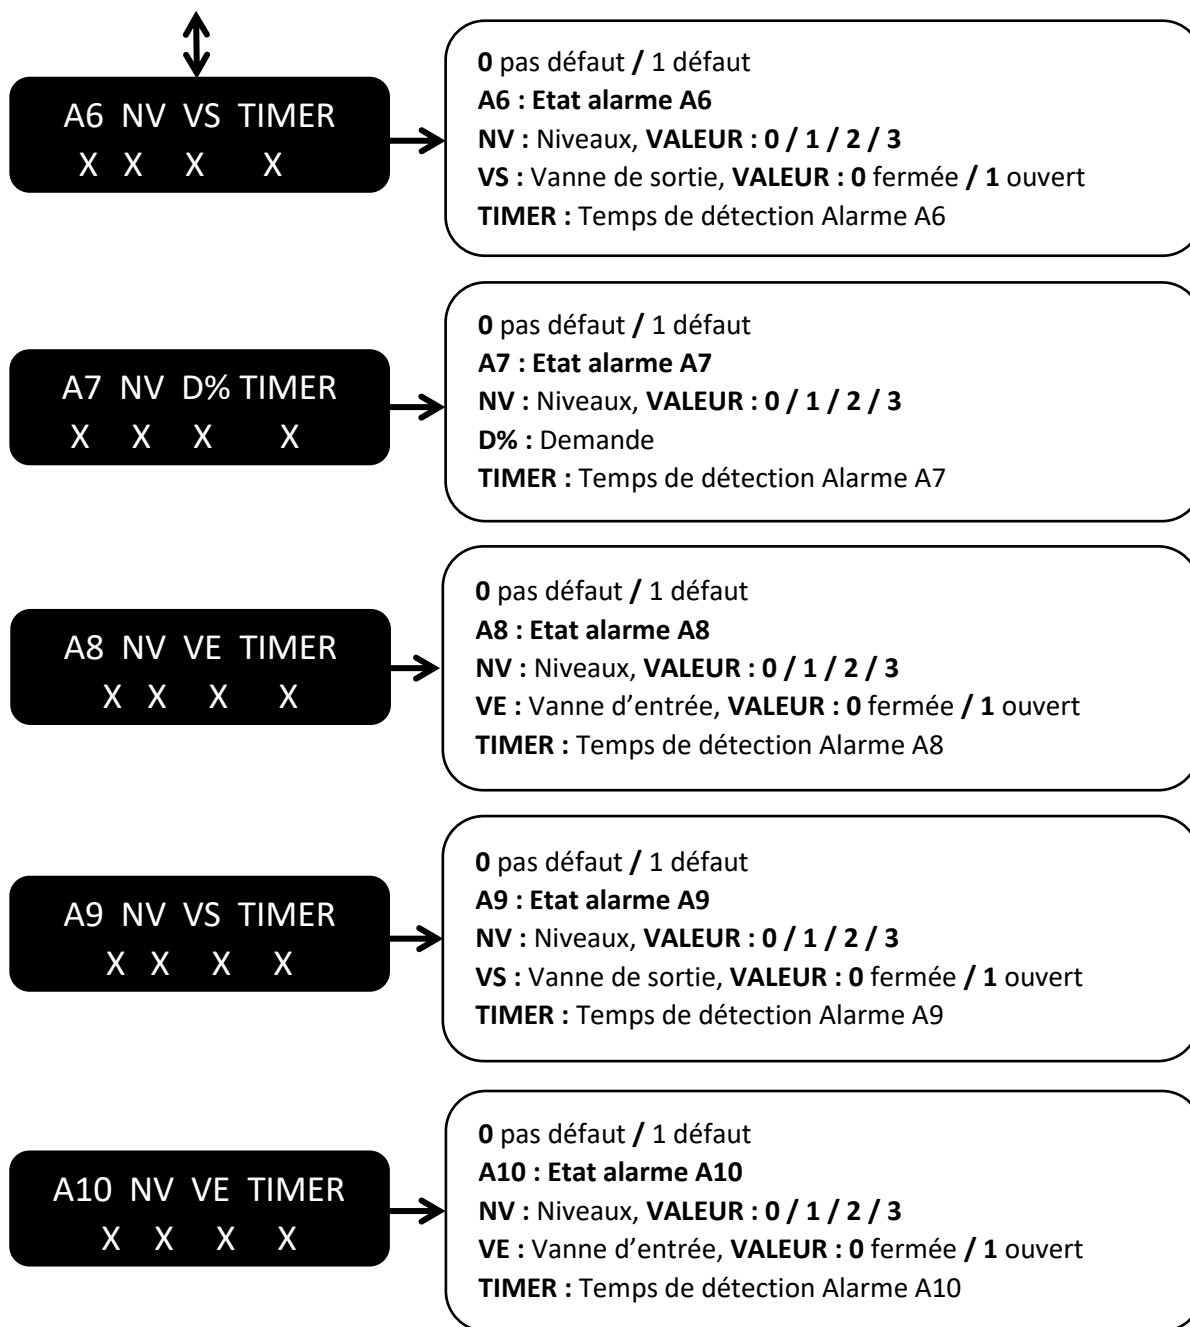 A6 NV VS TIMER
X X X X
0 pas défaut / 1 défaut
A6 : Etat alarme A6
NV : Niveaux, VALEUR : 0 / 1 / 2 / 3
VS : Vanne de sortie, VALEUR : 0 fermée / 1 ouvert
TIMER : Temps de détection Alarme A6
A7 NV D% TIMER
X X X X
0 pas défaut / 1 défaut
A7 : Etat alarme A7
NV : Niveaux, VALEUR : 0 / 1 / 2 / 3
D% : Demande
TIMER : Temps de détection Alarme A7
A8 NV VE TIMER
X X X X
0 pas défaut / 1 défaut
A8 : Etat alarme A8
NV : Niveaux, VALEUR : 0 / 1 / 2 / 3
VE : Vanne d’entrée, VALEUR : 0 fermée / 1 ouvert
TIMER : Temps de détection Alarme A8
A9 NV VS TIMER
X X X X
0 pas défaut / 1 défaut
A9 : Etat alarme A9
NV : Niveaux, VALEUR : 0 / 1 / 2 / 3
VS : Vanne de sortie, VALEUR : 0 fermée / 1 ouvert
TIMER : Temps de détection Alarme A9
A10 NV VE TIMER
X X X X
0 pas défaut / 1 défaut
A10 : Etat alarme A10
NV : Niveaux, VALEUR : 0 / 1 / 2 / 3
VE : Vanne d’entrée, VALEUR : 0 fermée / 1 ouvert
TIMER : Temps de détection Alarme A10